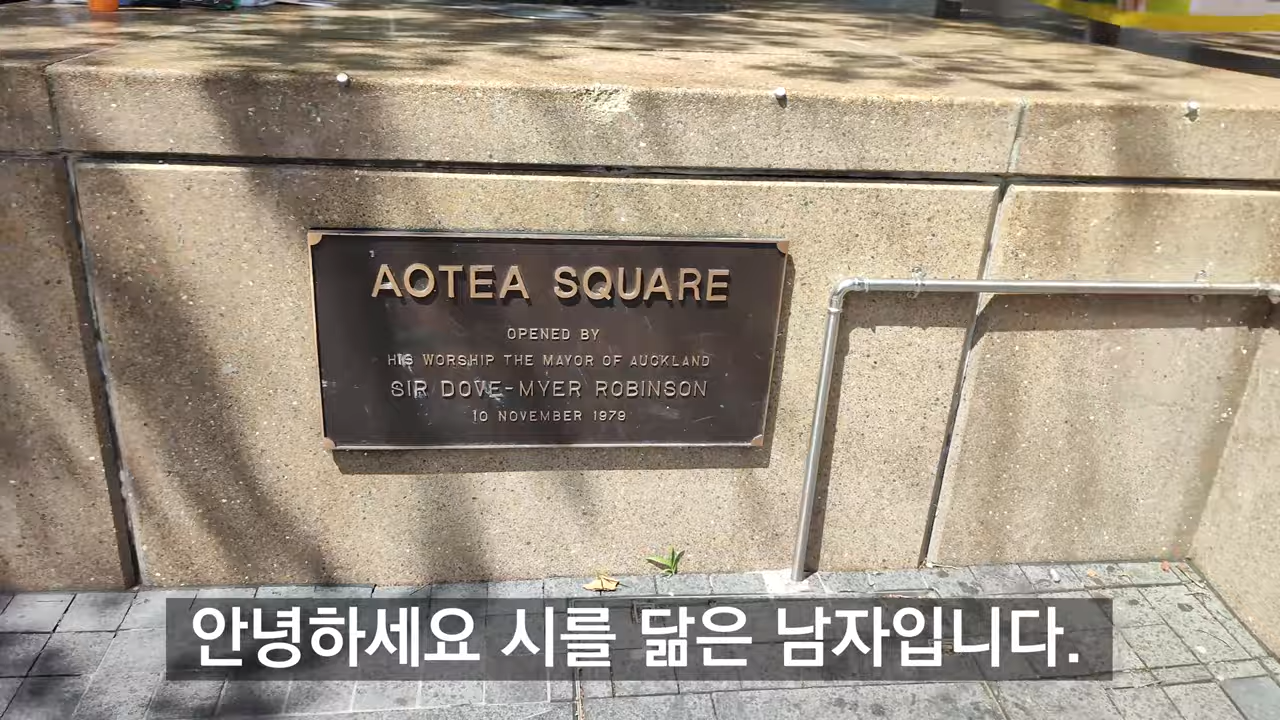 AOTEA SQUARE
OPENED BY
HIS WORSHIP THE MAYOR OF AUCKLAND
SIR DOVE-MYER ROBINSON
10 NOVEMBER 1979
안녕하세요 시를 닮은 남자입니다.